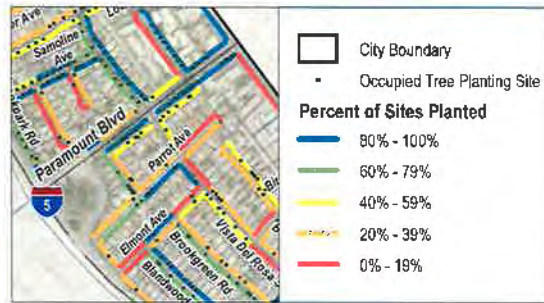 Samoline
Ave
Paramount Blvd
Parrot Ave
5
Elmont Ave
Vista Del Rosa
Brookgreen Rd
Blandwood
City Boundary
Occupied Tree Planting Site
Percent of Sites Planted
80% - 100%
60% - 79%
40% - 59%
20% - 39%
0% - 19%